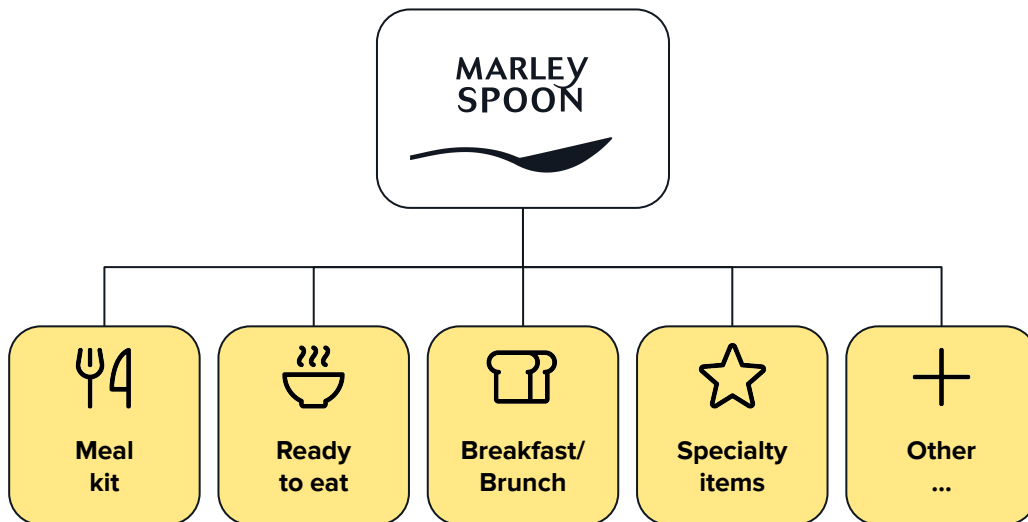 MARLEY
SPOON
Meal
kit
Ready
to eat
Breakfast/
Brunch
Specialty
items
Other
...